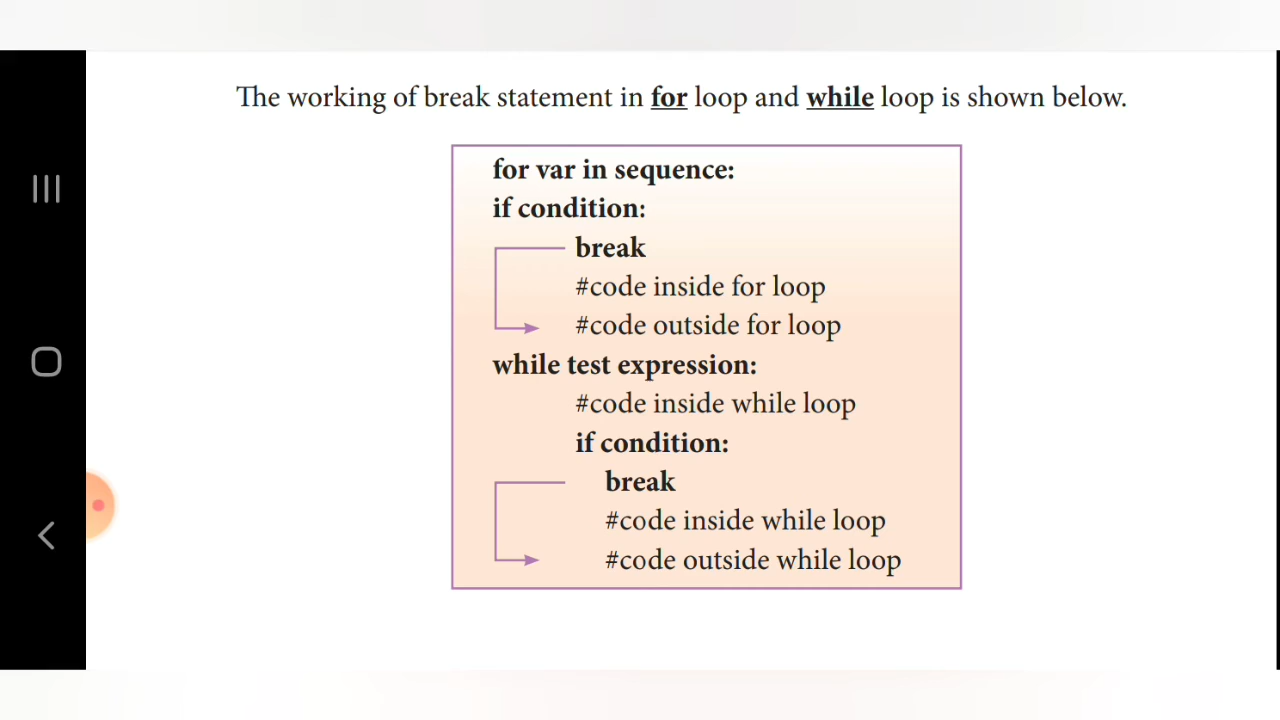 The working of break statement in for loop and while loop is shown below.
for var in sequence:
if condition:
break
#code inside for loop
#code outside for loop
while test expression:
#code inside while loop
if condition:
break
#code inside while loop
#code outside while loop